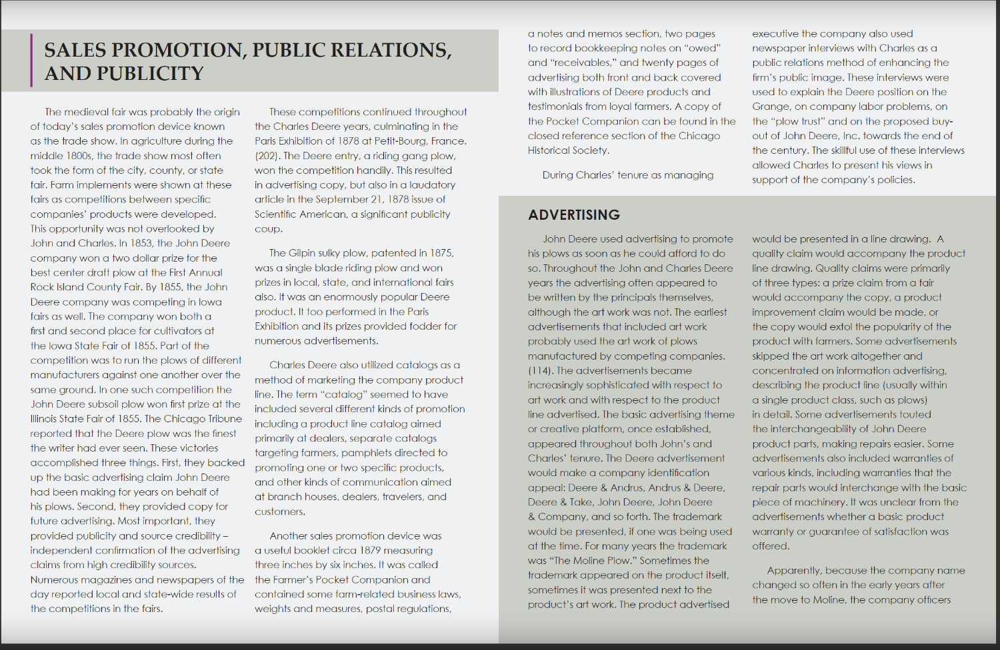 SALES PROMOTION, PUBLIC RELATIONS,
AND PUBLICITY
The medieval fair was probably the origin
of today's sales promotion device known
as the trade show. In agriculture during the
middle 1800s, the trade show most often
took the form of the city, county, or state
fair. Farm implements were shown at these
fairs as competitions between specific
companies' products were developed.
This opportunity was not overlooked by
John and Charles. In 1853, the John Deere
company won a two dollar prize for the
best center draft plow at the First Annual
Rock Island County Fair. By 1855, the John
Deere company was competing in Iowa
fairs as well. The company won both a
first and second place for cultivators at
the Iowa State Fair of 1855. Part of the
competition was to run the plows of different
manufacturers against one another over the
same ground. In one such competition the
John Deere subsoil plow won first prize at the
Illinois State Fair of 1855. The Chicago Tribune
reported that the Deere plow was the finest
the writer had ever seen. These victories
accomplished three things. First, they backed
up the basic advertising claim John Deere
had been making for years on behalf of
his plows. Second, they provided copy for
future advertising. Most important, they
provided publicity and source credibility –
independent confirmation of the advertising
claims from high credibility sources.
Numerous magazines and newspapers of the
day reported local and state-wide results of
the competitions in the fairs.
These competitions continued throughout
the Charles Deere years, culminating in the
Paris Exhibition of 1878 at Petit-Bourg, France.
(202). The Deere entry, a riding gang plow,
won the competition handily. This resulted
in advertising copy, but also in a laudatory
article in the September 21, 1878 issue of
Scientific American, a significant publicity
coup.
The Gilpin sulky plow, patented in 1875,
was a single blade riding plow and won
prizes in local, state, and international fairs
also. It was an enormously popular Deere
product. It too performed in the Paris
Exhibition and its prizes provided fodder for
numerous advertisements.
Charles Deere also utilized catalogs as a
method of marketing the company product
line. The term "catalog" seemed to have
included several different kinds of promotion
including a product line catalog aimed
primarily at dealers, separate catalogs
targeting farmers, pamphlets directed to
promoting one or two specific products,
and other kinds of communication aimed
at branch houses, dealers, travelers, and
customers.
Another sales promotion device was
a useful booklet circa 1879 measuring
three inches by six inches. It was called
the Farmer's Pocket Companion and
contained some farm-related business laws,
weights and measures, postal regulations,
a notes and memos section, two pages
to record bookkeeping notes on "owed"
and "receivables," and twenty pages of
advertising both front and back covered
with illustrations of Deere products and
testimonials from loyal farmers. A copy of
the Pocket Companion can be found in the
closed reference section of the Chicago
Historical Society.
During Charles' tenure as managing
executive the company also used
newspaper interviews with Charles as a
public relations method of enhancing the
firm's public image. These interviews were
used to explain the Deere position on the
Grange, on company labor problems, on
the "plow trust" and on the proposed buy-
out of John Deere, Inc. towards the end of
the century. The skillful use of these interviews
allowed Charles to present his views in
support of the company's policies.
ADVERTISING
John Deere used advertising to promote
his plows as soon as he could afford to do
so. Throughout the John and Charles Deere
years the advertising often appeared to
be written by the principals themselves,
although the art work was not. The earliest
advertisements that included art work
probably used the art work of plows
manufactured by competing companies.
(114). The advertisements became
increasingly sophisticated with respect to
art work and with respect to the product
line advertised. The basic advertising theme
or creative platform, once established,
appeared throughout both John's and
Charles' tenure. The Deere advertisement
would make a company identification
appeal: Deere & Andrus, Andrus & Deere,
Deere & Take, John Deere, John Deere
& Company, and so forth. The trademark
would be presented, if one was being used
at the time. For many years the trademark
was "The Moline Plow." Sometimes the
trademark appeared on the product itself,
sometimes it was presented next to the
product's art work. The product advertised
would be presented in a line drawing. A
quality claim would accompany the product
line drawing. Quality claims were primarily
of three types: a prize claim from a fair
would accompany the copy, a product
improvement claim would be made, or
the copy would extol the popularity of the
product with farmers. Some advertisements
skipped the art work altogether and
concentrated on information advertising,
describing the product line (usually within
a single product class, such as plows)
in detail. Some advertisements touted
the interchangeability of John Deere
product parts, making repairs easier. Some
advertisements also included warranties of
various kinds, including warranties that the
repair parts would interchange with the basic
piece of machinery. It was unclear from the
advertisements whether a basic product
warranty or guarantee of satisfaction was
offered.
Apparently, because the company name
changed so often in the early years after
the move to Moline, the company officers